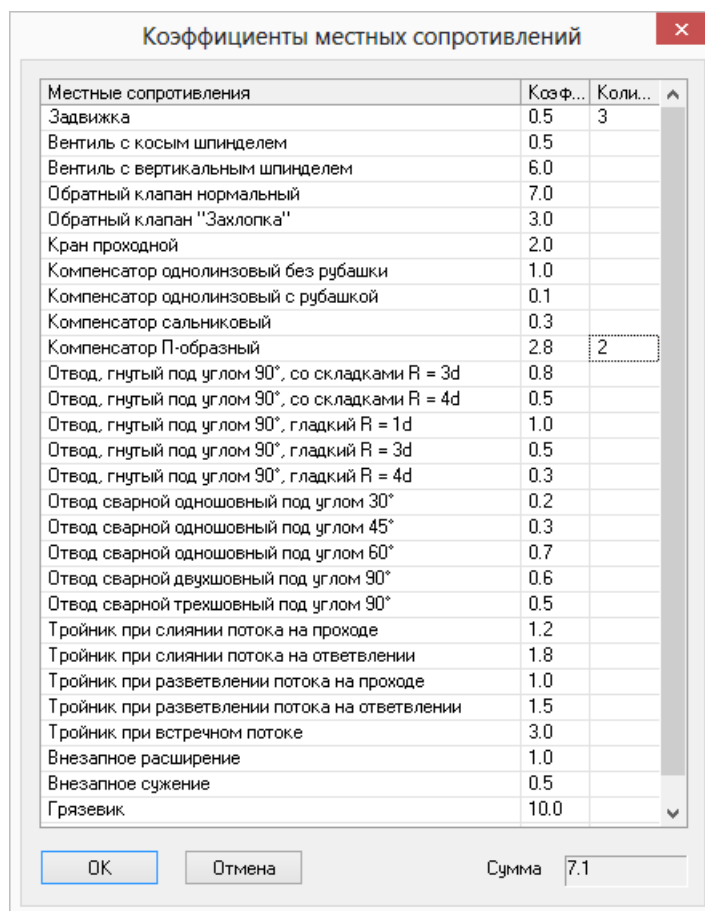 Коэффициенты местных сопротивлений
Местные сопротивления Коэф... Коли...
Задвижка 0.5 3
Вентиль с косым шпинделем 0.5
Вентиль с вертикальным шпинделем 6.0
Обратный клапан нормальный 7.0
Обратный клапан "Захлопка" 3.0
Кран проходной 2.0
Компенсатор однолинзовый без рубашки 1.0
Компенсатор однолинзовый с рубашкой 0.1
Компенсатор сальниковый 0.3
Компенсатор П-образный 2.8 2
Отвод, гнутый под углом 90°, со складками R = 3d 0.8
Отвод, гнутый под углом 90°, со складками R = 4d 0.5
Отвод, гнутый под углом 90°, гладкий R = 1d 1.0
Отвод, гнутый под углом 90°, гладкий R = 3d 0.5
Отвод, гнутый под углом 90°, гладкий R = 4d 0.3
Отвод сварной одношовный под углом 30° 0.2
Отвод сварной одношовный под углом 45° 0.3
Отвод сварной одношовный под углом 60° 0.7
Отвод сварной двухшовный под углом 90° 0.6
Отвод сварной трехшовный под углом 90° 0.5
Тройник при слиянии потока на проходе 1.2
Тройник при слиянии потока на ответвлении 1.8
Тройник при разветвлении потока на проходе 1.0
Тройник при разветвлении потока на ответвлении 1.5
Тройник при встречном потоке 3.0
Внезапное расширение 1.0
Внезапное сужение 0.5
Грязевик 10.0
OK Отмена Сумма 7.1